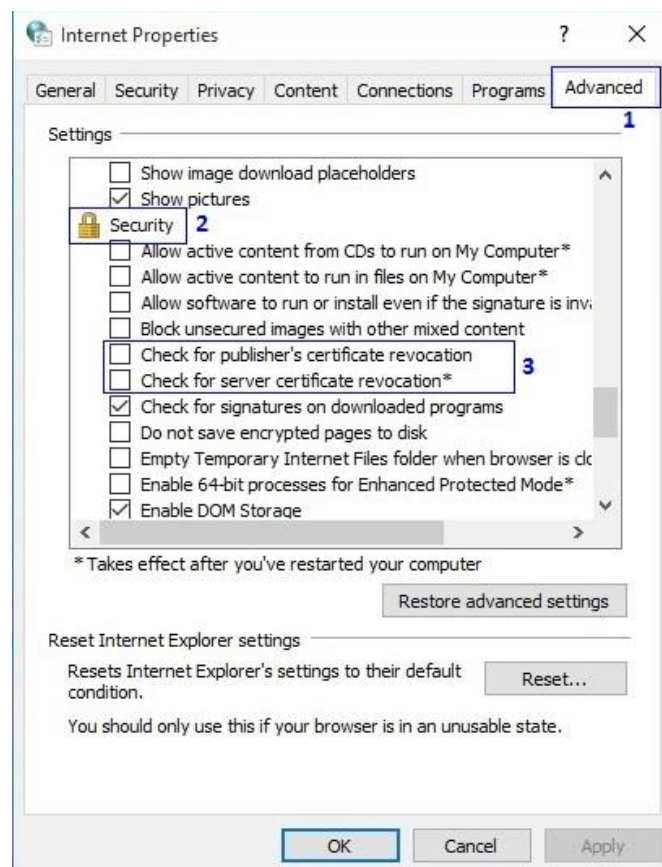 Internet Properties
?
General Security Privacy Content Connections Programs Advanced
1
Settings
Show image download placeholders
Show pictures
Security 2
Allow active content from CDs to run on My Computer*
Allow active content to run in files on My Computer*
Allow software to run or install even if the signature is inva
Block unsecured images with other mixed content
Check for publisher's certificate revocation
3
Check for server certificate revocation*
Check for signatures on downloaded programs
Do not save encrypted pages to disk
Empty Temporary Internet Files folder when browser is clo
Enable 64-bit processes for Enhanced Protected Mode*
Enable DOM Storage
*Takes effect after you've restarted your computer
Restore advanced settings
Reset Internet Explorer settings
Resets Internet Explorer's settings to their default
condition.
Reset...
You should only use this if your browser is in an unusable state.
OK Cancel Apply